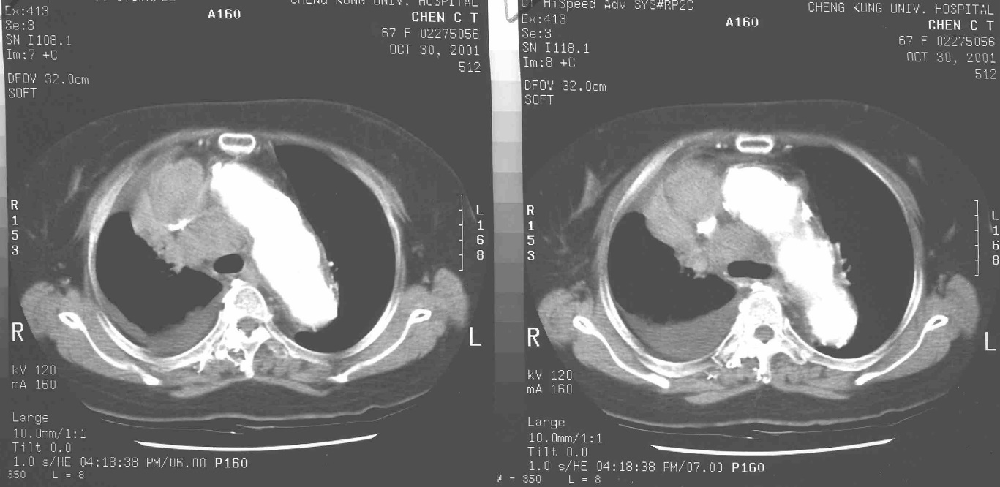 CHENG KUNG UNIV. HOSPITAL
Ex:413
A160
CHEN C T
Se:3
67 F 02275056
SN I108.1
OCT 30, 2001
Im:7 +C
512
DFOV 32.0cm
SOFT
R
1
5
3
L
1
6
8
R
L
kV 120
mA 160
Large
10.0mm/1:1
Tilt 0.0
1.0 s/HE 04:18:38 PM/06.00 P160
350 L = 8
HiSpeed Adv SYS#RP2C
CHENG KUNG UNIV. HOSPITAL
Ex:413
A160
CHEN C T
Se:3
67 F 02275056
SN I118.1
OCT 30, 2001
Im:8 +C
512
DFOV 32.0cm
SOFT
R
1
5
3
L
1
6
8
R
L
kV 120
mA 160
Large
10.0mm/1:1
Tilt 0.0
1.0 s/HE 04:18:38 PM/07.00 P160
W = 350 L = 8